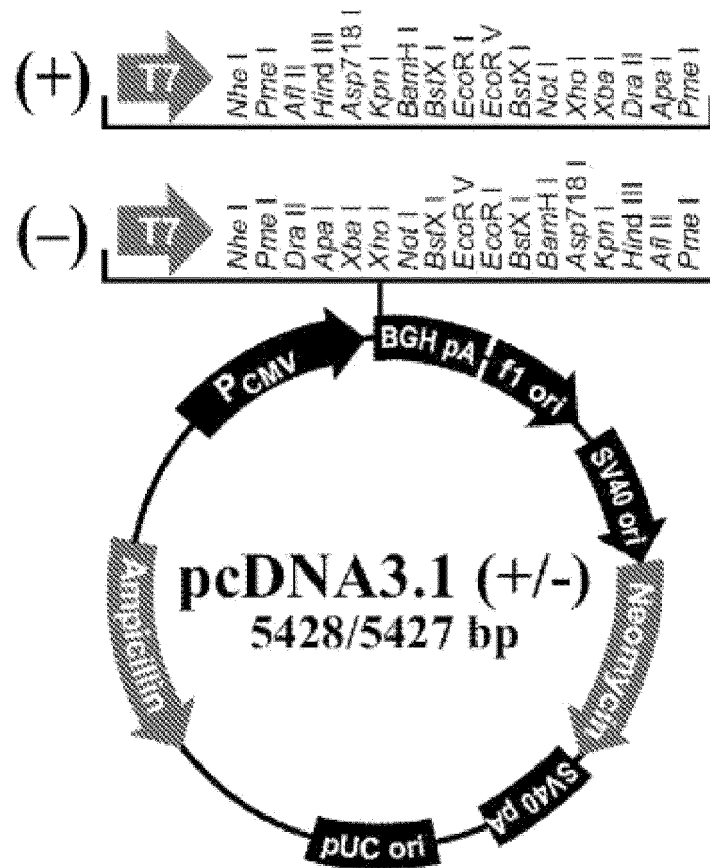 (+)
T7
Nhe I
Pme I
Afl II
Hind III
Asp718 I
Kpn I
BamH I
BstX I
EcoR I
EcoR V
BstX I
Not I
Xho I
Xba I
Dra II
Apa I
Pme I
(−)
T7
Nhe I
Pme I
Dra II
Apa I
Xba I
Xho I
Not I
BstX I
EcoR V
EcoR I
BstX I
BamH I
Asp718 I
Kpn I
Hind III
Afl II
Pme I
P CMV
BGH pA
f1 ori
SV40 ori
Neomycin
SV40 pA
pUC ori
Ampicillin
pcDNA3.1 (+/-)
5428/5427 bp